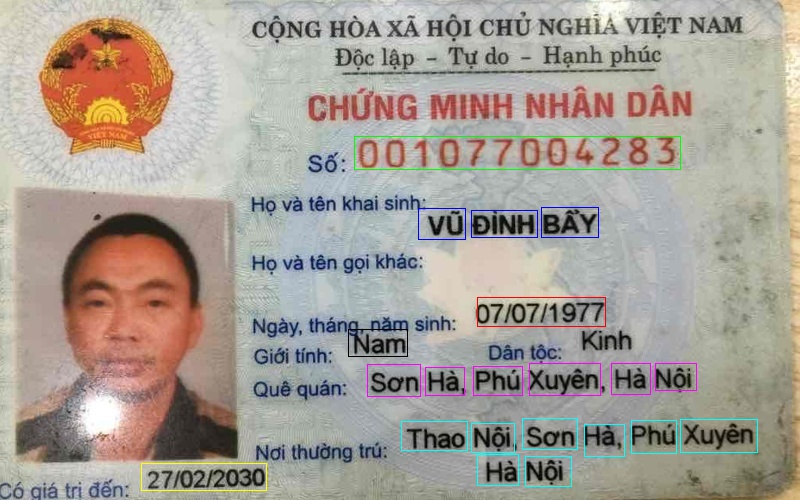 CỘNG HÒA XÃ HỘI CHỦ NGHĨA VIỆT NAM
Độc lập - Tự do - Hạnh phúc
CHỨNG MINH NHÂN DÂN
Số: 001077004283
Họ và tên khai sinh:
VŨ ĐÌNH BẨY
Họ và tên gọi khác:
Ngày, tháng, năm sinh: 07/07/1977
Giới tính: Nam Dân tộc: Kinh
Quê quán: Sơn Hà, Phú Xuyên, Hà Nội
Nơi thường trú: Thao Nội, Sơn Hà, Phú Xuyên
Hà Nội
Có giá trị đến: 27/02/2030
VIỆT NAM